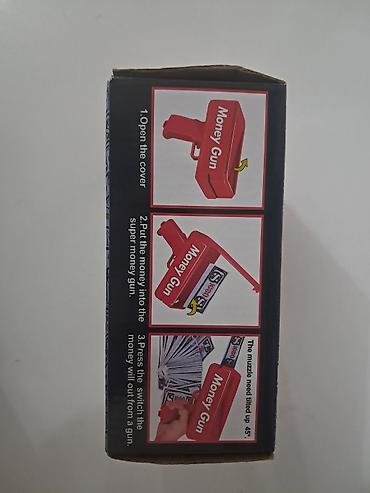 Money Gun
1.Open the cover
Money Gun
2.Put the money into the
super money gun.
The muzzle need tilted up 45°.
Money Gun
3.Press the switch the
money will out from a gun.